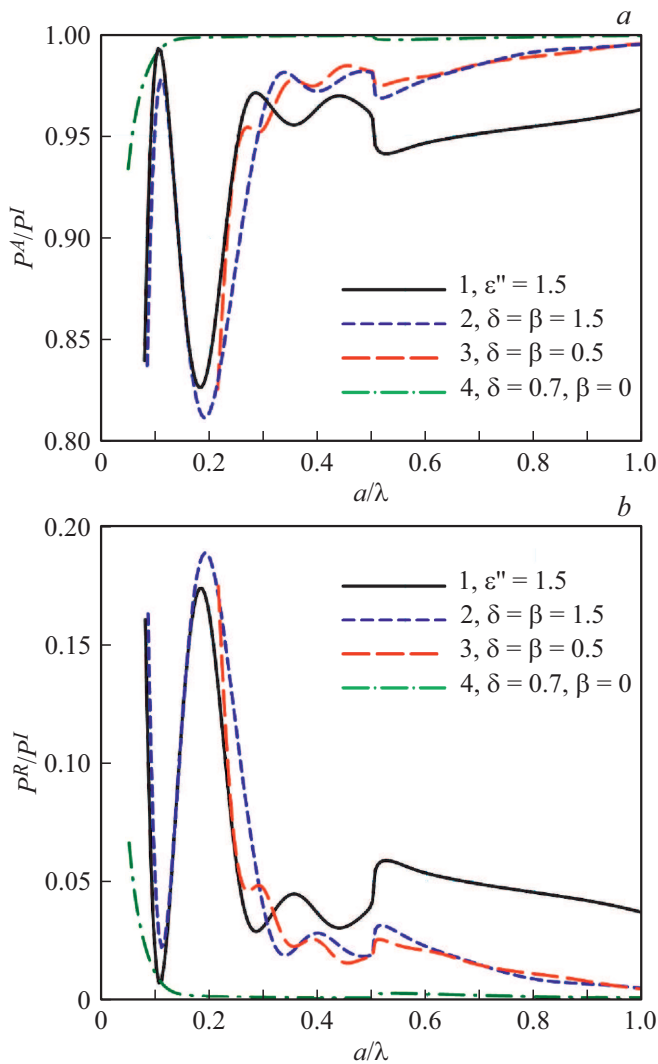 a
1.00
0.95
0.90
0.85
0.80
P^A/P^I
1, ε" = 1.5
2, δ = β = 1.5
3, δ = β = 0.5
4, δ = 0.7, β = 0
0 0.2 0.4 0.6 0.8 1.0
a/λ
b
0.20
0.15
0.10
0.05
0
P^R/P^I
1, ε" = 1.5
2, δ = β = 1.5
3, δ = β = 0.5
4, δ = 0.7, β = 0
0 0.2 0.4 0.6 0.8 1.0
a/λ